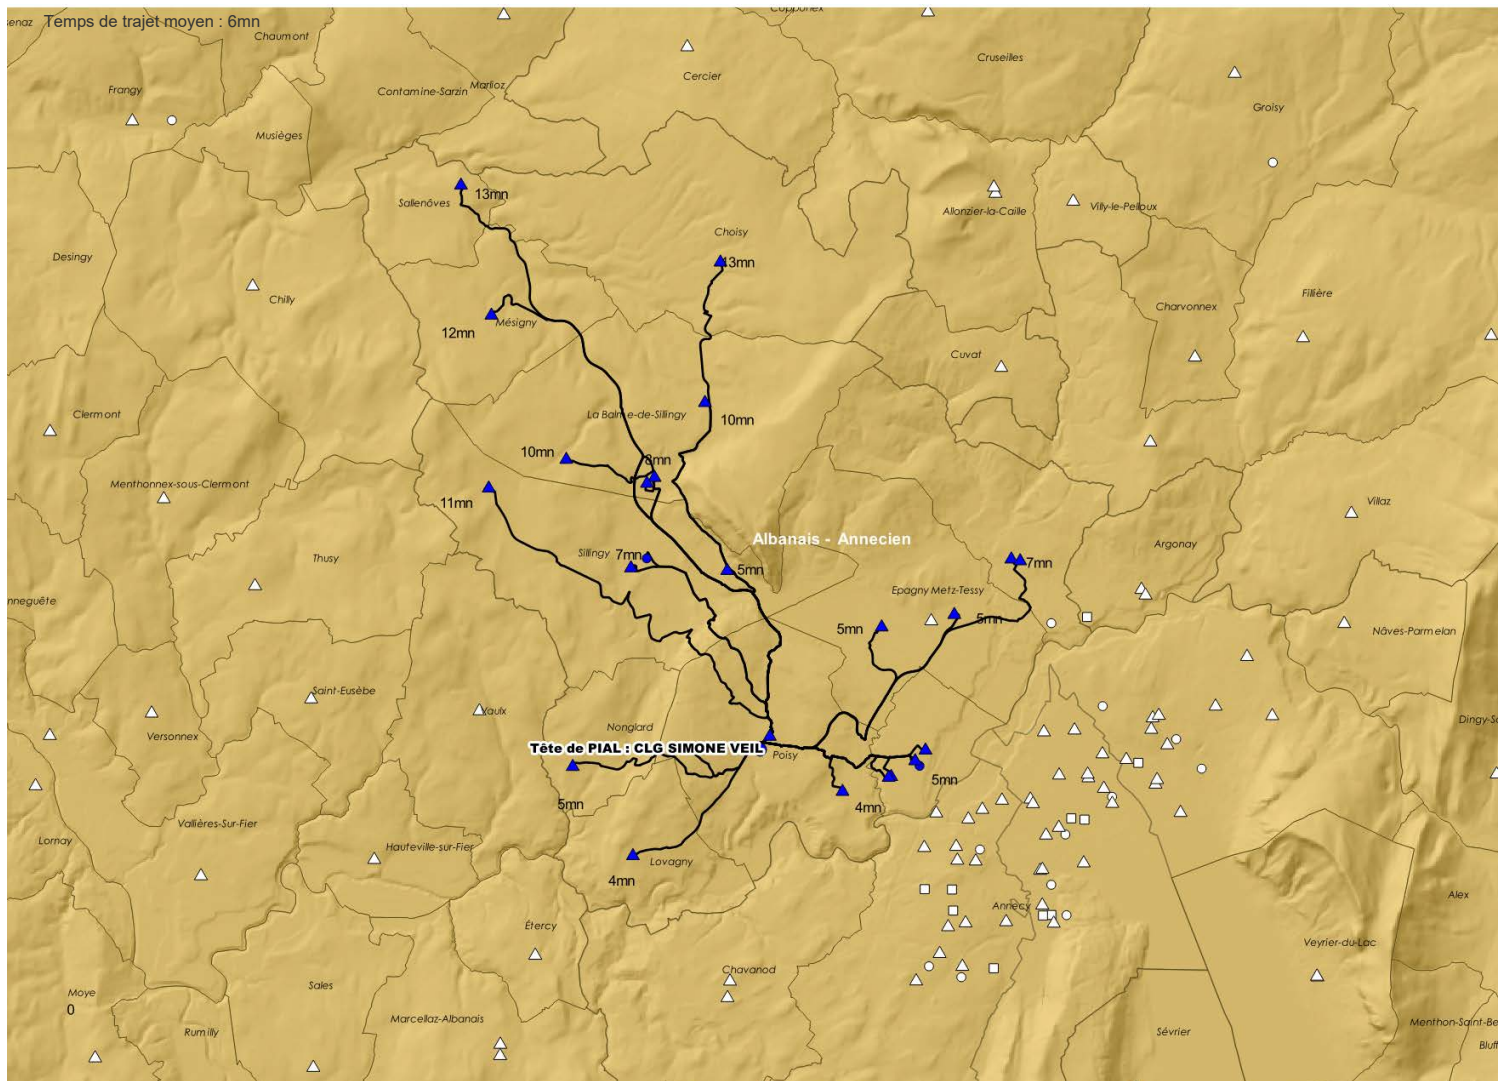 Temps de trajet moyen : 6mn
Cruseilles
Chaumont
Cercier
Marlioz
Contamine-Sarzin
Frangy
Groisy
Musièges
13mn
Sallenôves
Allonzier-la-Caille
Villy-le-Pelloux
Choisy
Desingy
13mn
Chilly
Fillière
Charvonnex
Mésigny
12mn
Cuvat
Clermont
La Balme-de-Sillingy
10mn
10mn
8mn
Menthonnex-sous-Clermont
11mn
Villaz
Albanais - Annecien
Argonay
Thusy
Sillingy
7mn
5mn
7mn
Epagny Metz-Tessy
nneguête
5mn
5mn
Nâves-Parmelan
Saint-Eusèbe
Vaulx
Dingy-S
Versonnex
Nonglard
Tête de PIAL : CLG SIMONE VEIL
Poisy
5mn
5mn
4mn
Vallières-Sur-Fier
Lornay
Hauteville-sur-Fier
Lovagny
4mn
Alex
Annecy
Étercy
Veyrier-du-Lac
Chavanod
Sales
Moye
0
Marcellaz-Albanais
Rumilly
Sévrier
Menthon-Saint-Be
Bluff